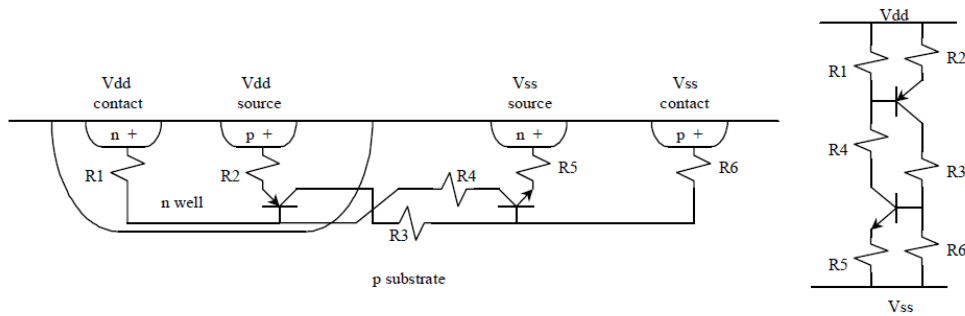 Vdd
contact
Vdd
source
Vss
source
Vss
contact
n +
p +
n +
p +
R1
R2
R4
R5
R6
n well
R3
p substrate
Vdd
R1
R2
R4
R3
R5
R6
Vss